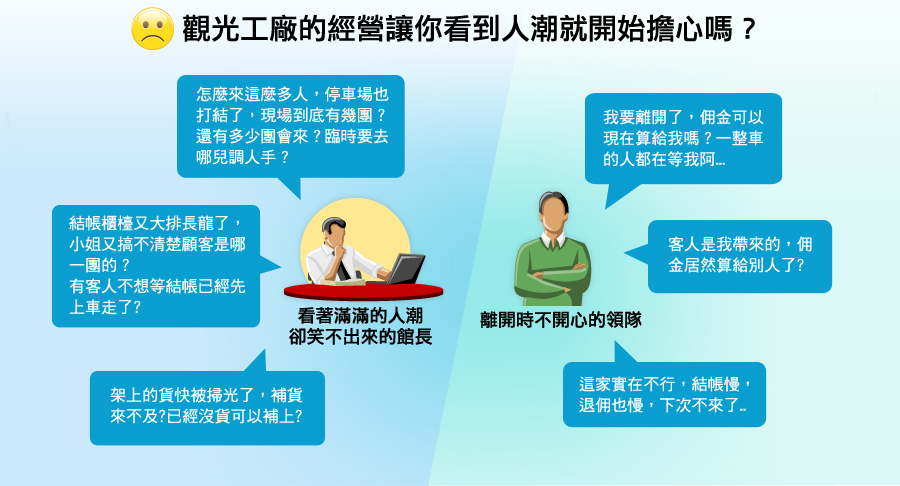 觀光工廠的經營讓你看到人潮就開始擔心嗎？
怎麼來這麼多人，停車場也
打結了，現場到底有幾團？
還有多少團會來？臨時要去
哪兒調人手？
結帳櫃檯又大排長龍了，
小姐又搞不清楚顧客是哪
一團的？
有客人不想等結帳已經先
上車走了?
架上的貨快被掃光了，補貨
來不及?已經沒貨可以補上?
看著滿滿的人潮
卻笑不出來的館長
我要離開了，佣金可以
現在算給我嗎？一整車
的人都在等我阿...
客人是我帶來的，佣
金居然算給別人了?
離開時不開心的領隊
這家實在不行，結帳慢，
退佣也慢，下次不來了..